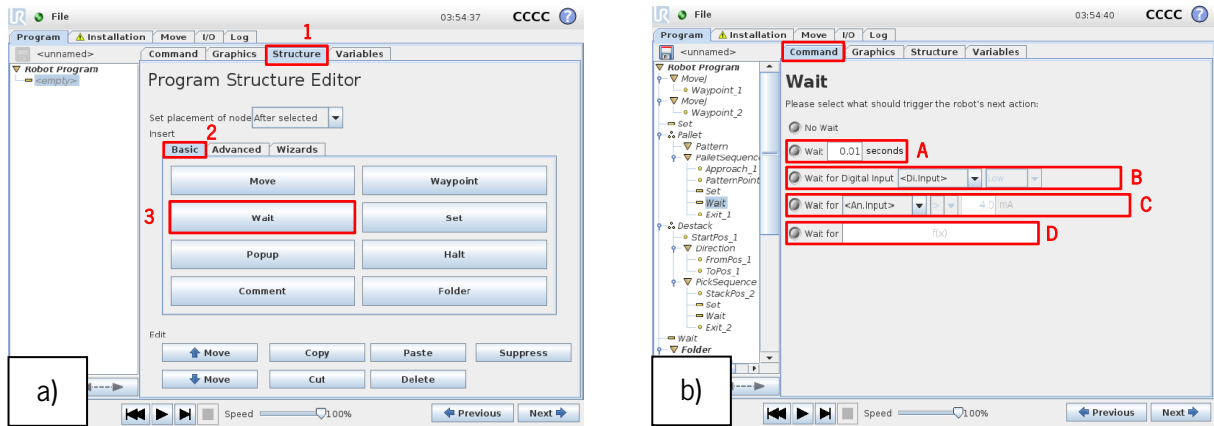 File 03:54:37 CCCC ?
1
Program Installation Move I/O Log
<unnamed> Command Graphics Structure Variables
Robot Program
<empty>
Program Structure Editor
Set placement of node After selected
2
Insert
Basic Advanced Wizards
Move Waypoint
3 Wait Set
Popup Halt
Comment Folder
Edit
Move Copy Paste Suppress
Move Cut Delete
a)
Speed 100% Previous Next
File 03:54:40 CCCC ?
Program Installation Move I/O Log
<unnamed> Command Graphics Structure Variables
Robot Program
MoveJ
Waypoint_1
MoveJ
Waypoint_2
Set
Pallet
Pattern
PalletSequenc
Approach_1
PatternPoint
Set
Wait
Exit_1
Destack
StartPos_1
Direction
FromPos_1
ToPos_1
PickSequence
StackPos_2
Set
Wait
Exit_2
Wait
Folder
Wait
Please select what should trigger the robot's next action:
No Wait
Wait 0.01 seconds A
Wait for Digital Input <Di.Input> Low B
Wait for <An.Input> > 4.0 mA C
Wait for f(x) D
b)
Speed 100% Previous Next